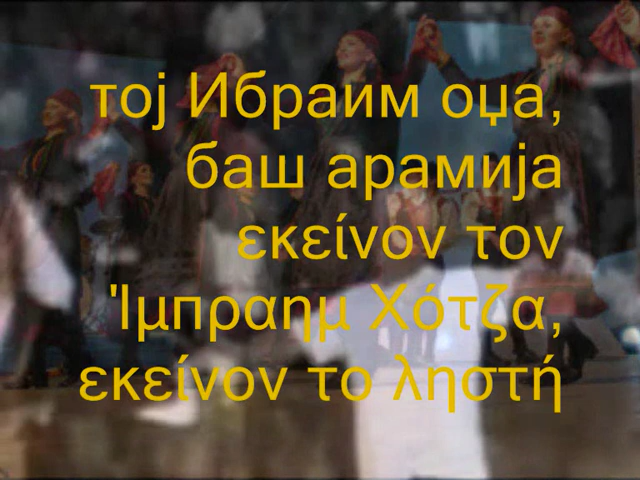 тој Ибраим оџа,
баш арамија
εκείνον τον
Ίμπραημ Χότζα,
εκείνον το ληστή